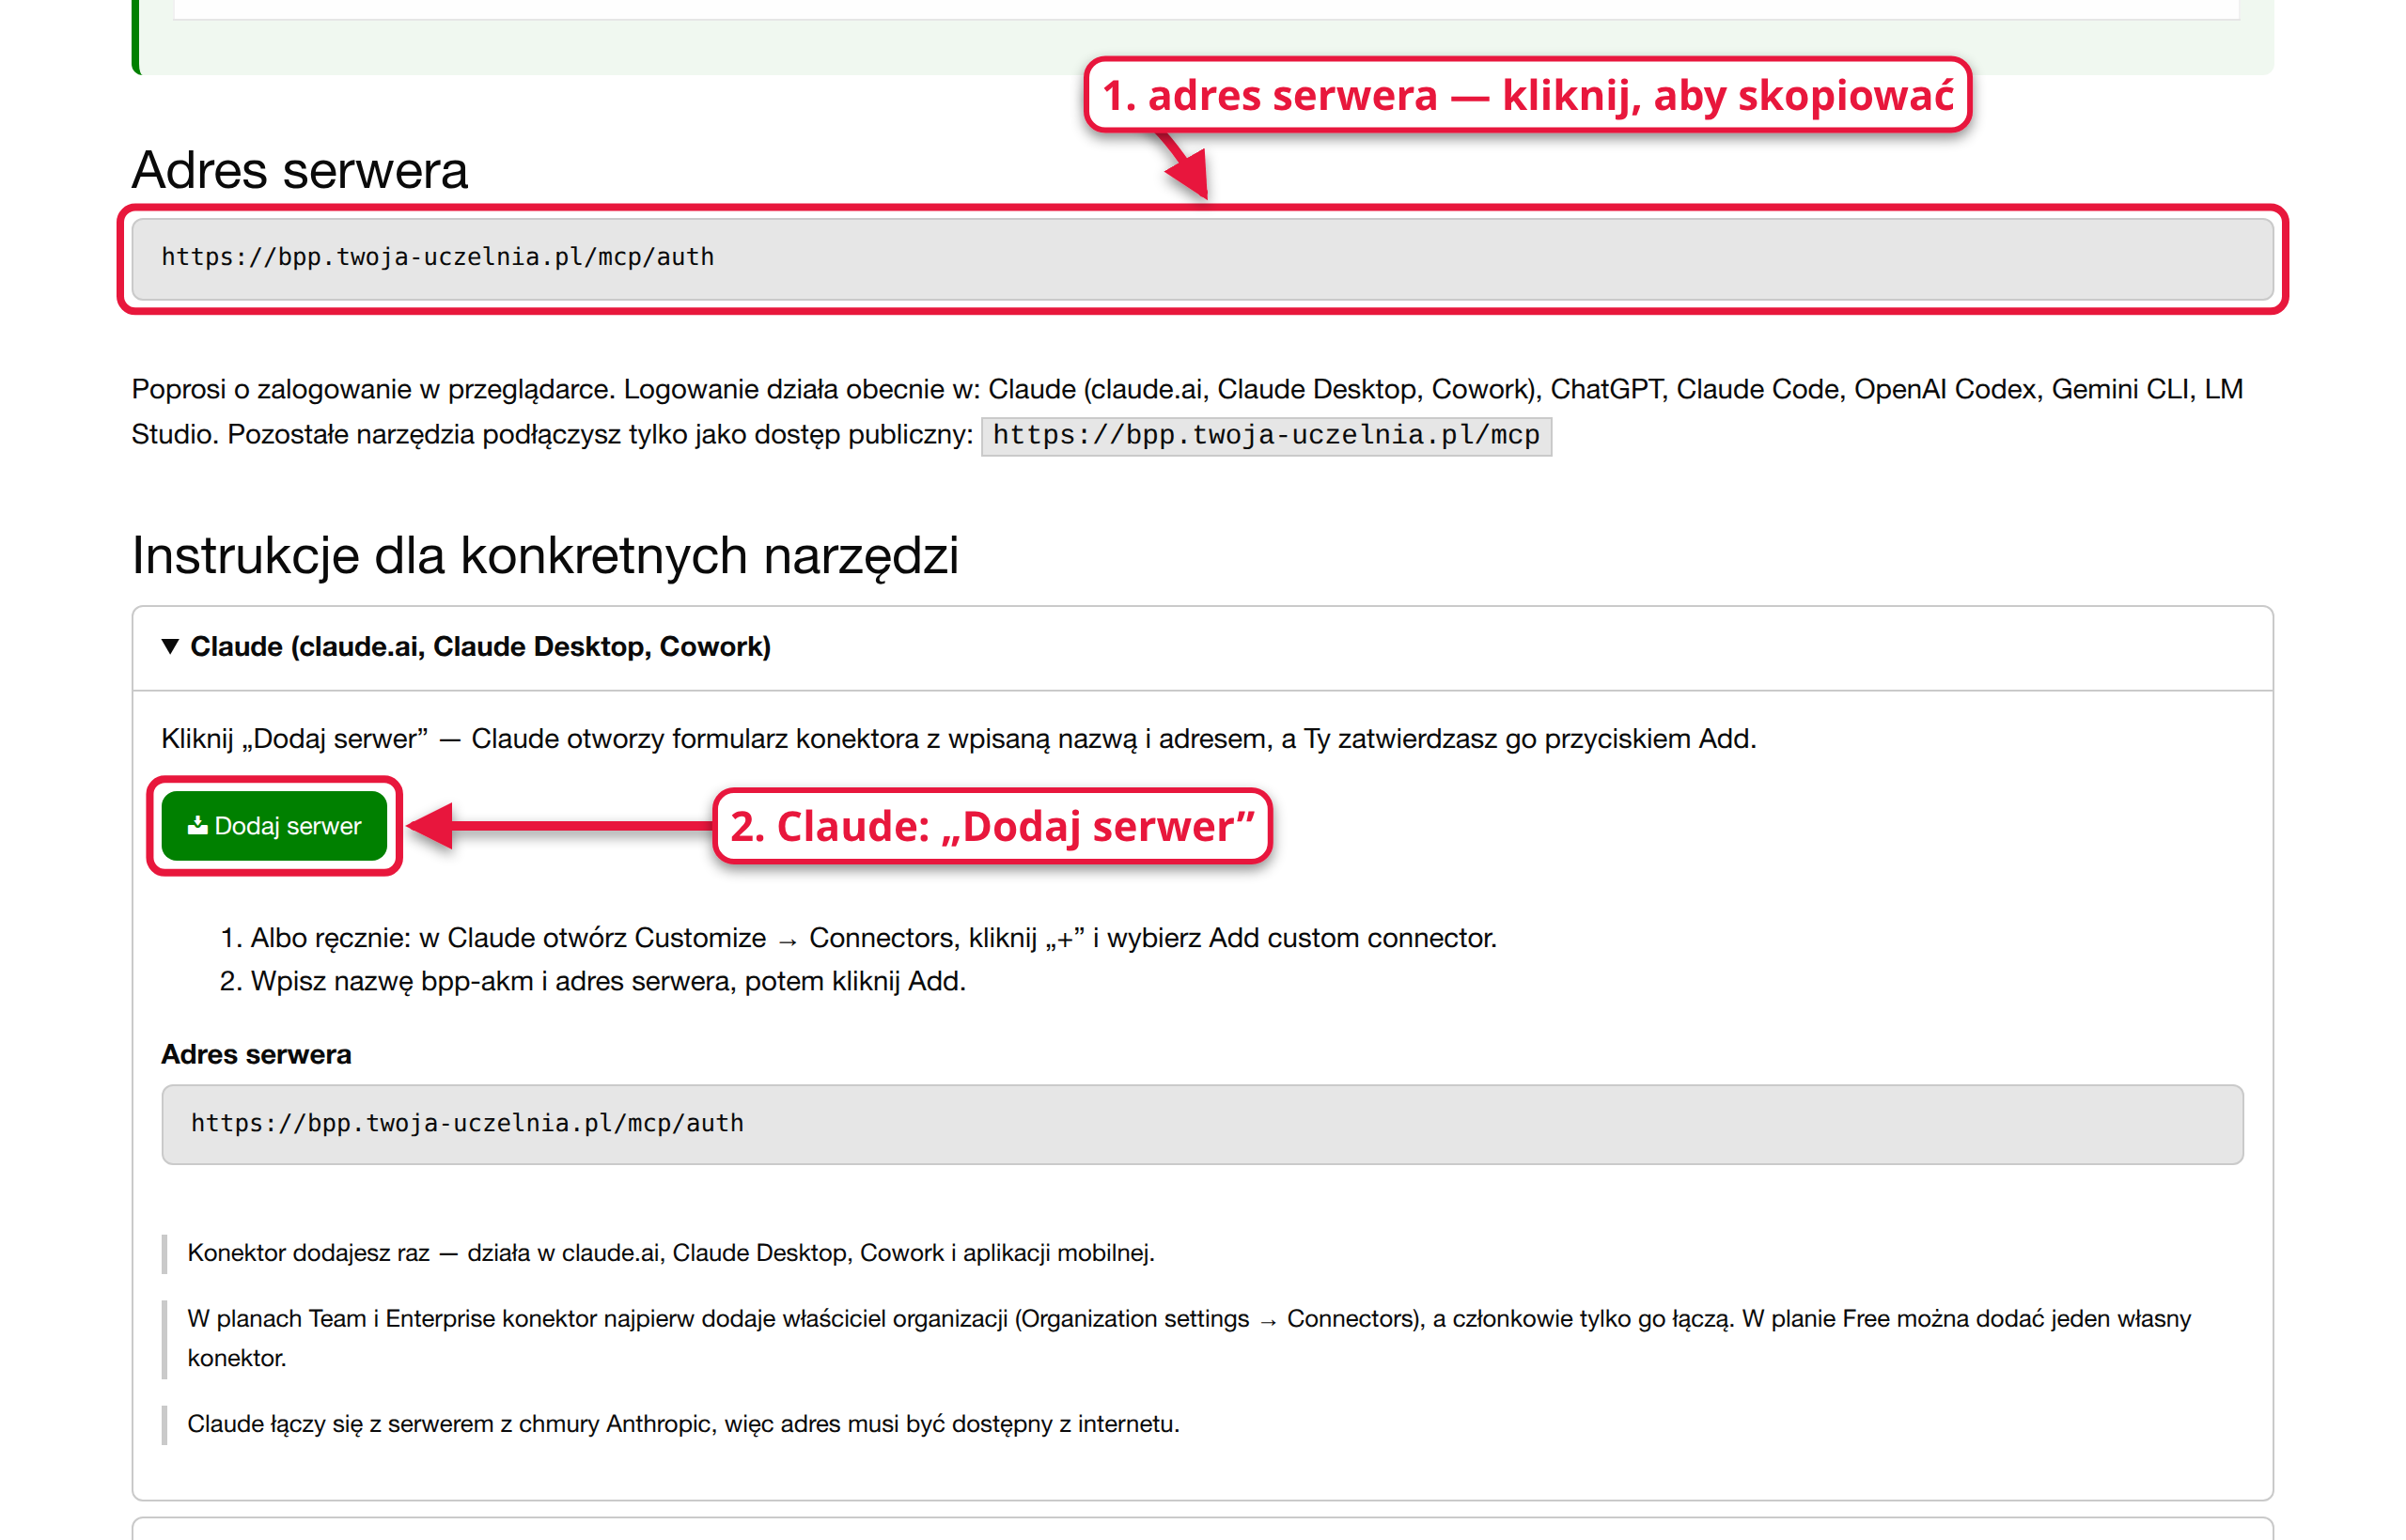 1. adres serwera — kliknij, aby skopiować
Adres serwera
https://bpp.twoja-uczelnia.pl/mcp/auth
Poprosi o zalogowanie w przeglądarce. Logowanie działa obecnie w: Claude (claude.ai, Claude Desktop, Cowork), ChatGPT, Claude Code, OpenAI Codex, Gemini CLI, LM
Studio. Pozostałe narzędzia podłączysz tylko jako dostęp publiczny: https://bpp.twoja-uczelnia.pl/mcp
Instrukcje dla konkretnych narzędzi
▼ Claude (claude.ai, Claude Desktop, Cowork)
Kliknij „Dodaj serwer” — Claude otworzy formularz konektora z wpisaną nazwą i adresem, a Ty zatwierdzasz go przyciskiem Add.
Dodaj serwer
2. Claude: „Dodaj serwer”
1. Albo ręcznie: w Claude otwórz Customize → Connectors, kliknij „+” i wybierz Add custom connector.
2. Wpisz nazwę bpp-akm i adres serwera, potem kliknij Add.
Adres serwera
https://bpp.twoja-uczelnia.pl/mcp/auth
Konektor dodajesz raz — działa w claude.ai, Claude Desktop, Cowork i aplikacji mobilnej.
W planach Team i Enterprise konektor najpierw dodaje właściciel organizacji (Organization settings → Connectors), a członkowie tylko go łączą. W planie Free można dodać jeden własny
konektor.
Claude łączy się z serwerem z chmury Anthropic, więc adres musi być dostępny z internetu.